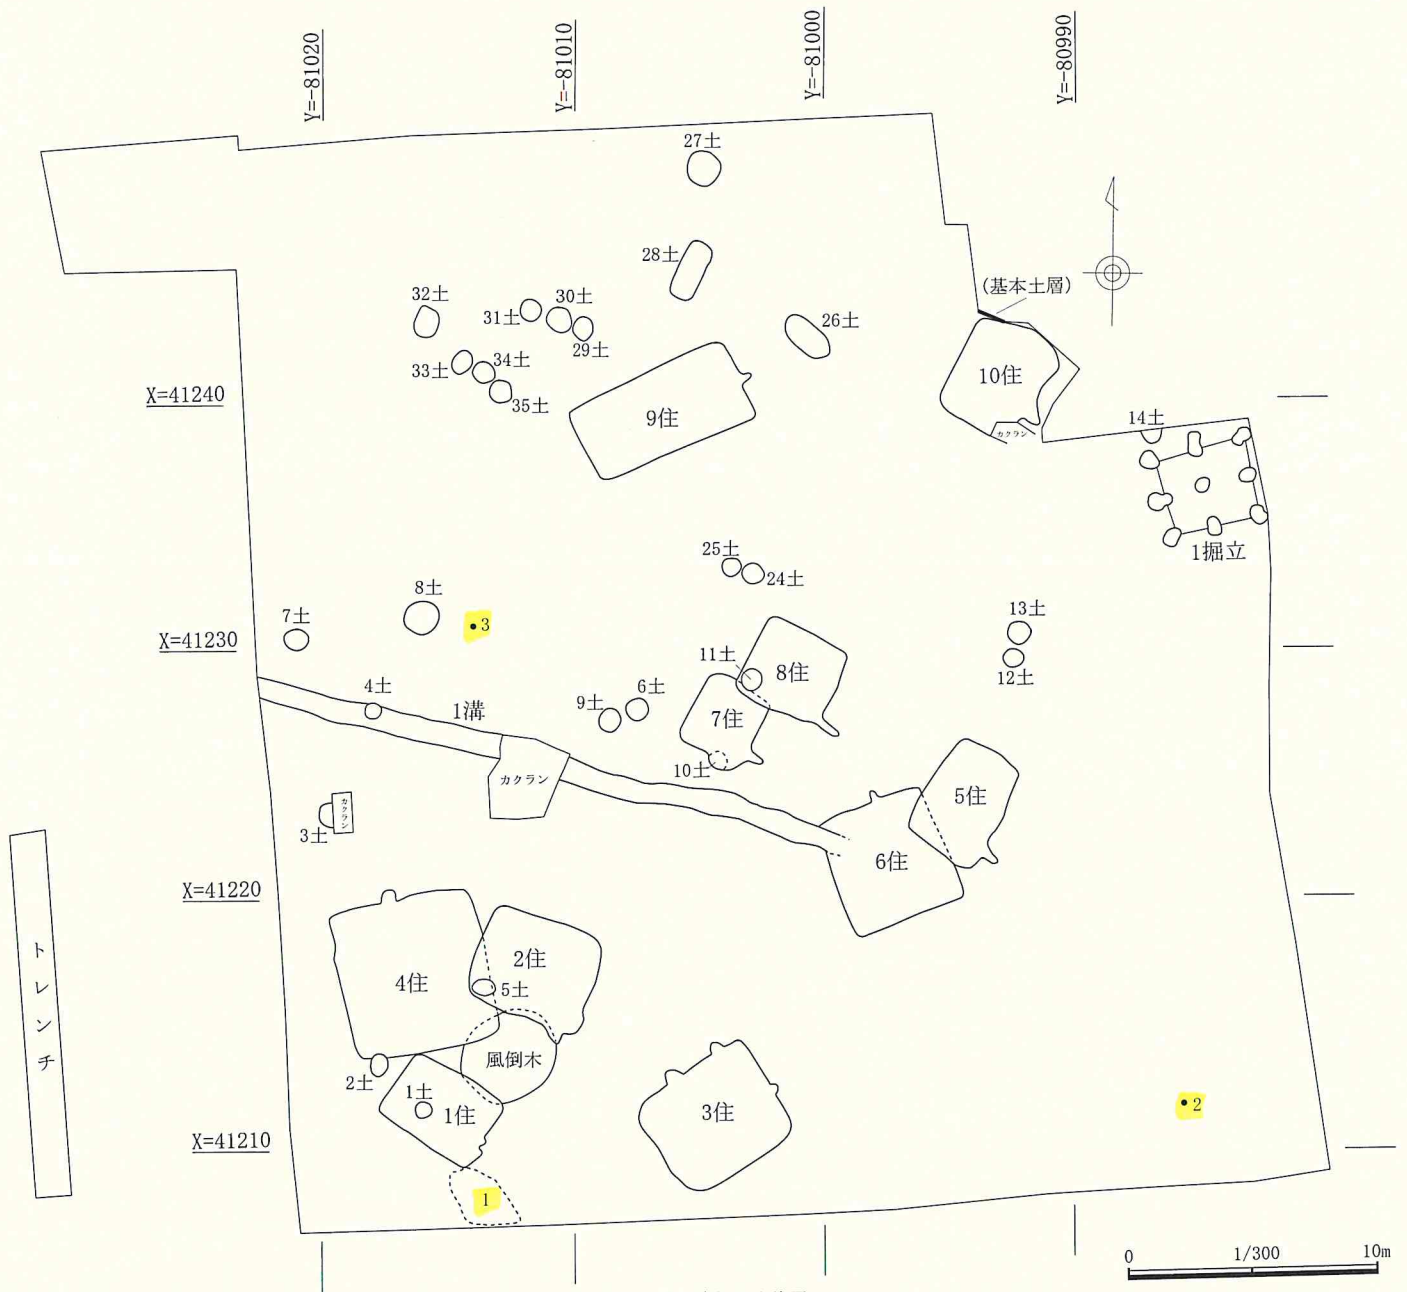 Y=-81020
Y=-81010
Y=-81000
Y=-80990
27土
28土
(基本土層)
32土
30土
31土
26土
29土
33土
34土
10住
35土
X=41240
9住
14土
カクラン
1掘立
25土
24土
8土
7土
3
13土
X=41230
11土
8住
12土
4土
6土
1溝
9土
7住
10土
カクラン
5住
カクラン
3土
6住
X=41220
トレンチ
2住
4住
5土
風倒木
2土
1土
1住
3住
2
X=41210
1
0
1/300
10m